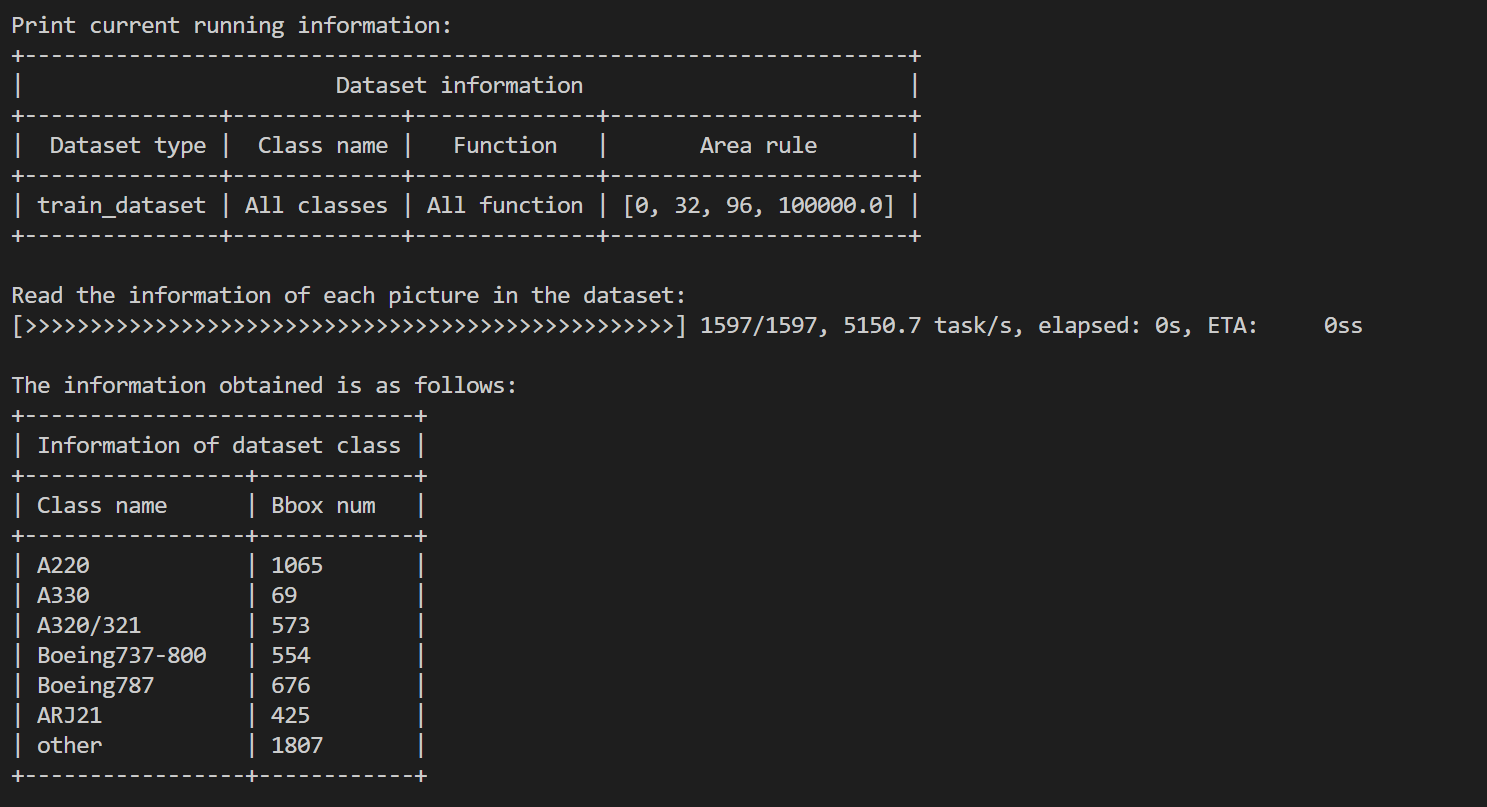 Print current running information:
+--------------------------------------------------------------------+
|                        Dataset information                         |
+---------------+-------------+--------------+-----------------------+
|  Dataset type |  Class name |   Function   |       Area rule       |
+---------------+-------------+--------------+-----------------------+
| train_dataset | All classes | All function | [0, 32, 96, 100000.0] |
+---------------+-------------+--------------+-----------------------+
Read the information of each picture in the dataset:
[>>>>>>>>>>>>>>>>>>>>>>>>>>>>>>>>>>>>>>>>>>>>>>>>>>] 1597/1597, 5150.7 task/s, elapsed: 0s, ETA:     0ss
The information obtained is as follows:
+------------------------------+
| Information of dataset class |
+-----------------+------------+
| Class name      | Bbox num   |
+-----------------+------------+
| A220            | 1065       |
| A330            | 69         |
| A320/321        | 573        |
| Boeing737-800   | 554        |
| Boeing787       | 676        |
| ARJ21           | 425        |
| other           | 1807       |
+-----------------+------------+